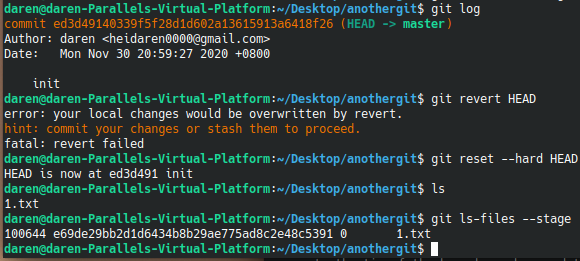 daren@daren-Parallels-Virtual-Platform:~/Desktop/anothergit$ git log
commit ed3d49140339f5f28d1d602a13615913a6418f26 (HEAD -> master)
Author: daren <heidaren0000@gmail.com>
Date:   Mon Nov 30 20:59:27 2020 +0800
    init
daren@daren-Parallels-Virtual-Platform:~/Desktop/anothergit$ git revert HEAD
error: your local changes would be overwritten by revert.
hint: commit your changes or stash them to proceed.
fatal: revert failed
daren@daren-Parallels-Virtual-Platform:~/Desktop/anothergit$ git reset --hard HEAD
HEAD is now at ed3d491 init
daren@daren-Parallels-Virtual-Platform:~/Desktop/anothergit$ ls
1.txt
daren@daren-Parallels-Virtual-Platform:~/Desktop/anothergit$ git ls-files --stage
100644 e69de29bb2d1d6434b8b29ae775ad8c2e48c5391 0       1.txt
daren@daren-Parallels-Virtual-Platform:~/Desktop/anothergit$